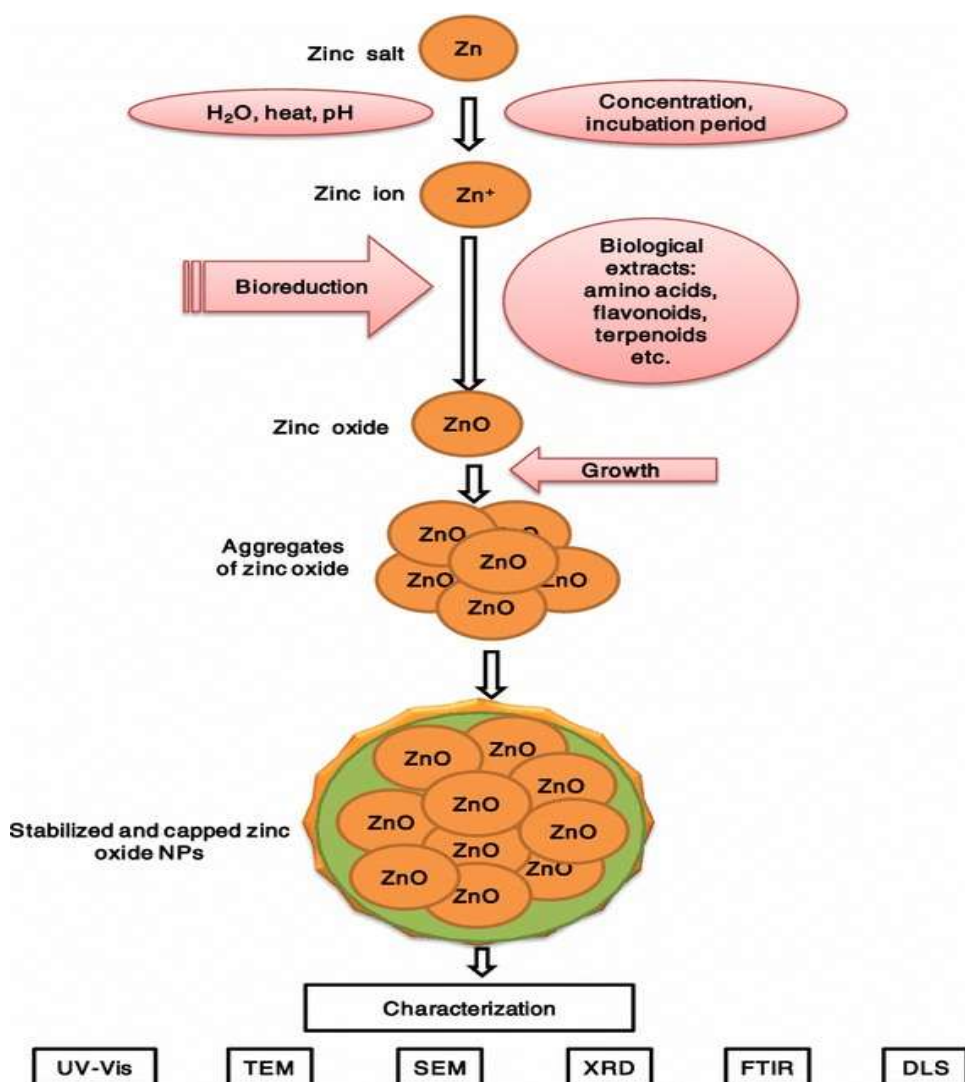 Zn
Zinc salt
H₂O, heat, pH
Concentration,
incubation period
Zinc ion
Zn⁺
Biological
extracts:
amino acids,
flavonoids,
terpenoids
etc.
Bioreduction
Zinc oxide
ZnO
Growth
ZnO
ZnO
Aggregates
of zinc oxide
ZnO
ZnO
ZnO
ZnO
ZnO
ZnO
ZnO
ZnO
Stabilized and capped zinc
oxide NPs
ZnO
ZnO
ZnO
ZnO
ZnO
ZnO
Characterization
UV-Vis
TEM
SEM
XRD
FTIR
DLS